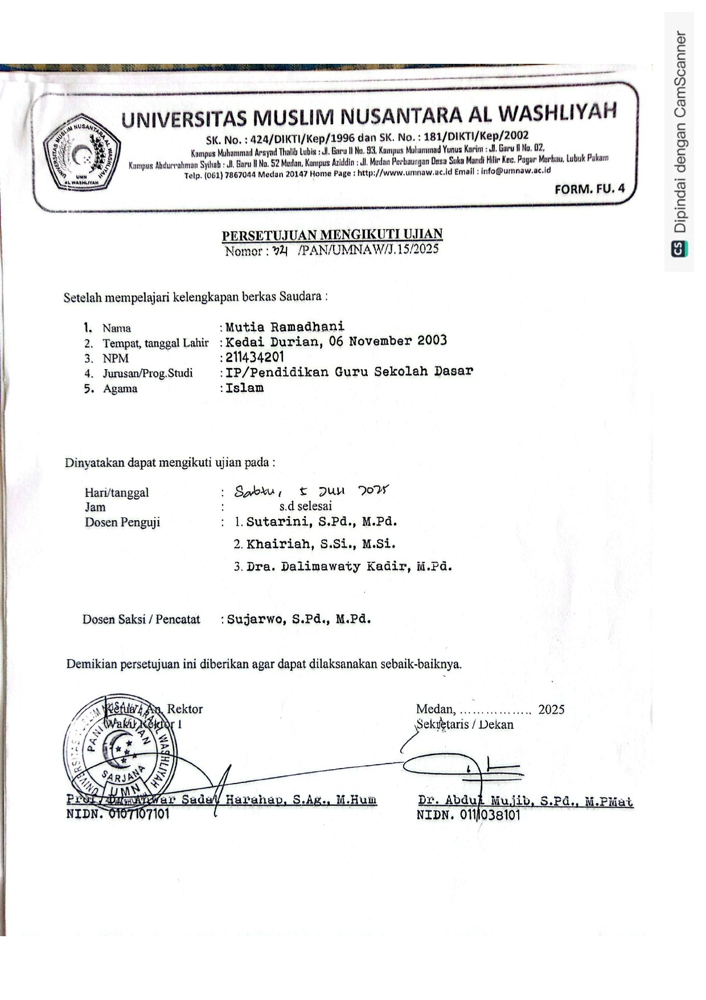 UNIVERSITAS MUSLIM NUSANTARA AL WASHLIYAH
SK. No. : 424/DIKTI/Kep/1996 dan SK. No. : 181/DIKTI/Kep/2002
Kampus Muhammad Arsyad Thalib Lubis : Jl. Garu II No. 93, Kampus Muhammad Yunus Karim : Jl. Garu II No. 02,
Kampus Abdurrahman Syihab : Jl. Garu II No. 52 Medan, Kampus Aziddin : Jl. Medan Perbaungan Desa Suka Mandi Hilir Kec. Pagar Merbau, Lubuk Pakam
Telp. (061) 7867044 Medan 20147 Home Page : http://www.umnaw.ac.id Email : info@umnaw.ac.id
FORM. FU. 4
UNIVERSITAS MUSLIM NUSANTARA AL WASHLIYAH
UMN
AL WASHLIYAH
PERSETUJUAN MENGIKUTI UJIAN
Nomor : /PAN/UMNAW/J.15/2025
Setelah mempelajari kelengkapan berkas Saudara :
1. Nama : Mutia Ramadhani
2. Tempat, tanggal Lahir : Kedai Durian, 06 November 2003
3. NPM : 211434201
4. Jurusan/Prog.Studi : IP/Pendidikan Guru Sekolah Dasar
5. Agama : Islam
Dinyatakan dapat mengikuti ujian pada :
Hari/tanggal : Sabtu, 5 Juli 2025
Jam : s.d selesai
Dosen Penguji : 1. Sutarini, S.Pd., M.Pd.
2. Khairiah, S.Si., M.Si.
3. Dra. Dalimawaty Kadir, M.Pd.
Dosen Saksi / Pencatat : Sujarwo, S.Pd., M.Pd.
Demikian persetujuan ini diberikan agar dapat dilaksanakan sebaik-baiknya.
Ketua / An. Rektor
Wakil Rektor I
Medan, ................ 2025
Sekretaris / Dekan
PANITIA UJIAN
SARJANA
UMN
Prof. Dr. Anwar Sadat Harahap, S.Ag., M.Hum
NIDN. 0107107101
Dr. Abdul Mujib, S.Pd., M.PMat
NIDN. 0111038101
CS Dipindai dengan CamScanner